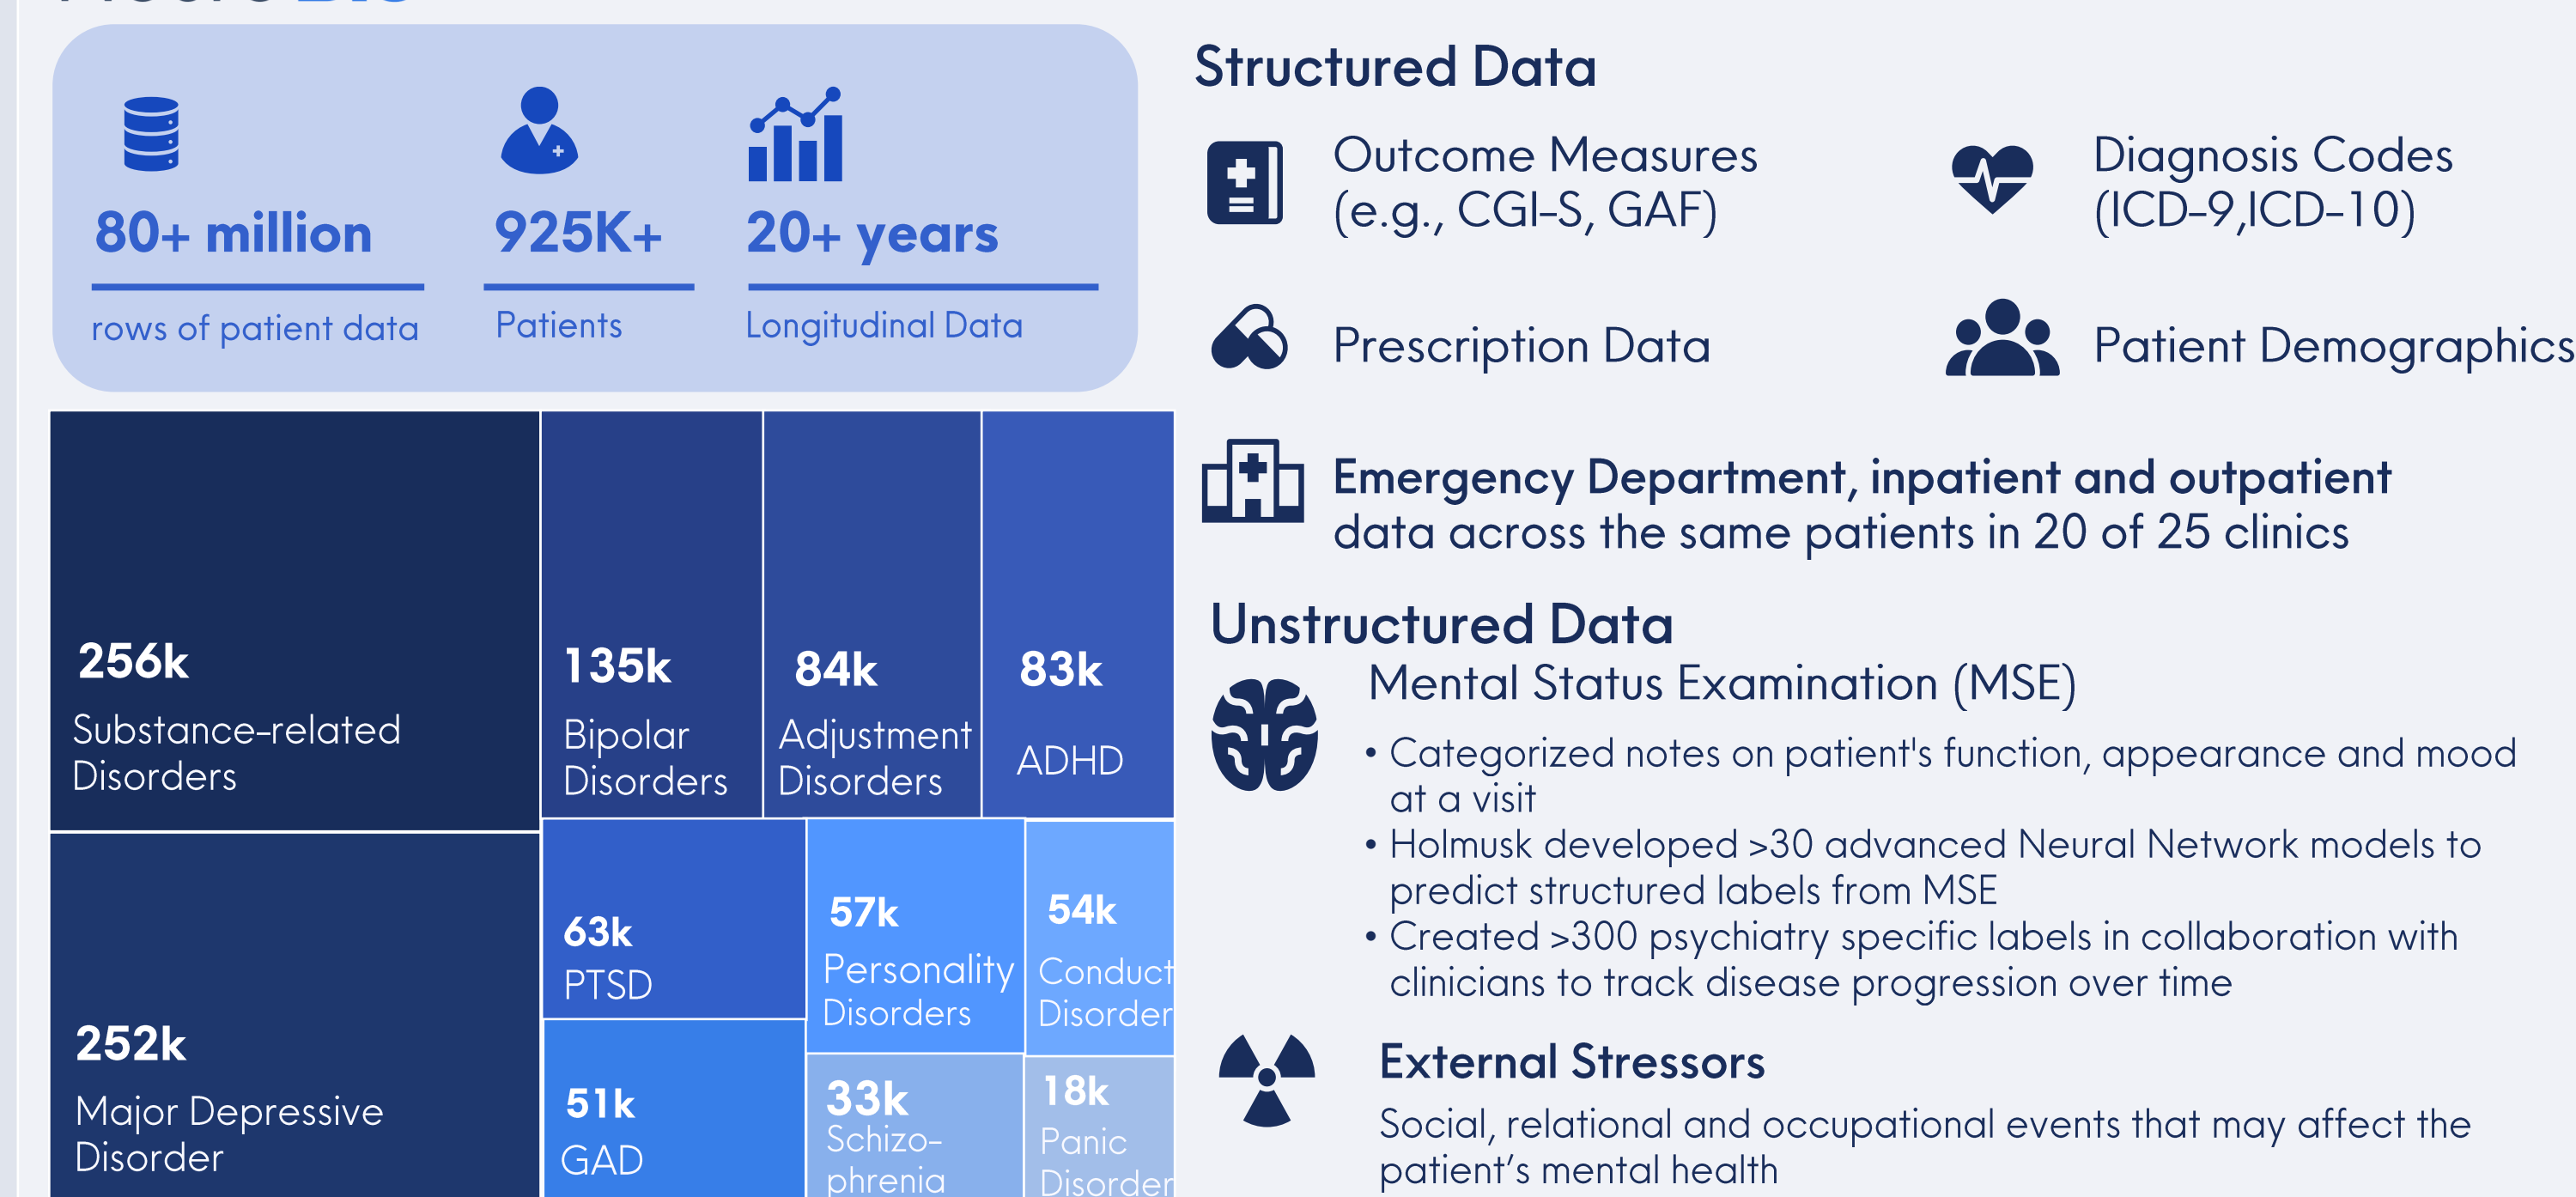 80+ million
rows of patient data
925K+
Patients
20+ years
Longitudinal Data
256k
Substance-related
Disorders
135k
Bipolar
Disorders
84k
Adjustment
Disorders
83k
ADHD
252k
Major Depressive
Disorder
63k
PTSD
57k
Personality
Disorders
54k
Conduct
Disorder
51k
GAD
33k
Schizo-
phrenia
18k
Panic
Disorder
Structured Data
Outcome Measures
(e.g., CGI-S, GAF)
Diagnosis Codes
(ICD-9,ICD-10)
Prescription Data
Patient Demographics
Emergency Department, inpatient and outpatient
data across the same patients in 20 of 25 clinics
Unstructured Data
Mental Status Examination (MSE)
• Categorized notes on patient's function, appearance and mood
at a visit
• Holmusk developed >30 advanced Neural Network models to
predict structured labels from MSE
• Created >300 psychiatry specific labels in collaboration with
clinicians to track disease progression over time
External Stressors
Social, relational and occupational events that may affect the
patient’s mental health